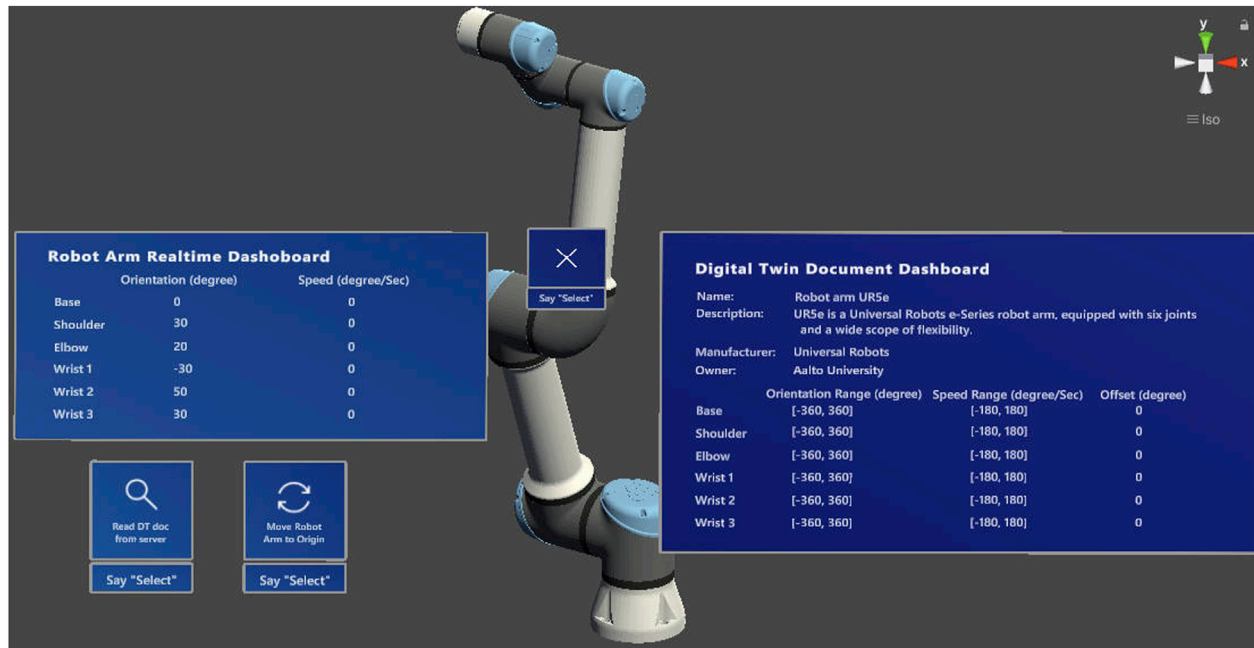 y
x
Iso
Robot Arm Realtime Dashoboard
Orientation (degree) Speed (degree/Sec)
Base 0 0
Shoulder 30 0
Elbow 20 0
Wrist 1 -30 0
Wrist 2 50 0
Wrist 3 30 0
Read DT doc
from server
Say "Select"
Move Robot
Arm to Origin
Say "Select"
Say "Select"
Digital Twin Document Dashboard
Name: Robot arm UR5e
Description: UR5e is a Universal Robots e-Series robot arm, equipped with six joints
and a wide scope of flexibility.
Manufacturer: Universal Robots
Owner: Aalto University
Orientation Range (degree) Speed Range (degree/Sec) Offset (degree)
Base [-360, 360] [-180, 180] 0
Shoulder [-360, 360] [-180, 180] 0
Elbow [-360, 360] [-180, 180] 0
Wrist 1 [-360, 360] [-180, 180] 0
Wrist 2 [-360, 360] [-180, 180] 0
Wrist 3 [-360, 360] [-180, 180] 0